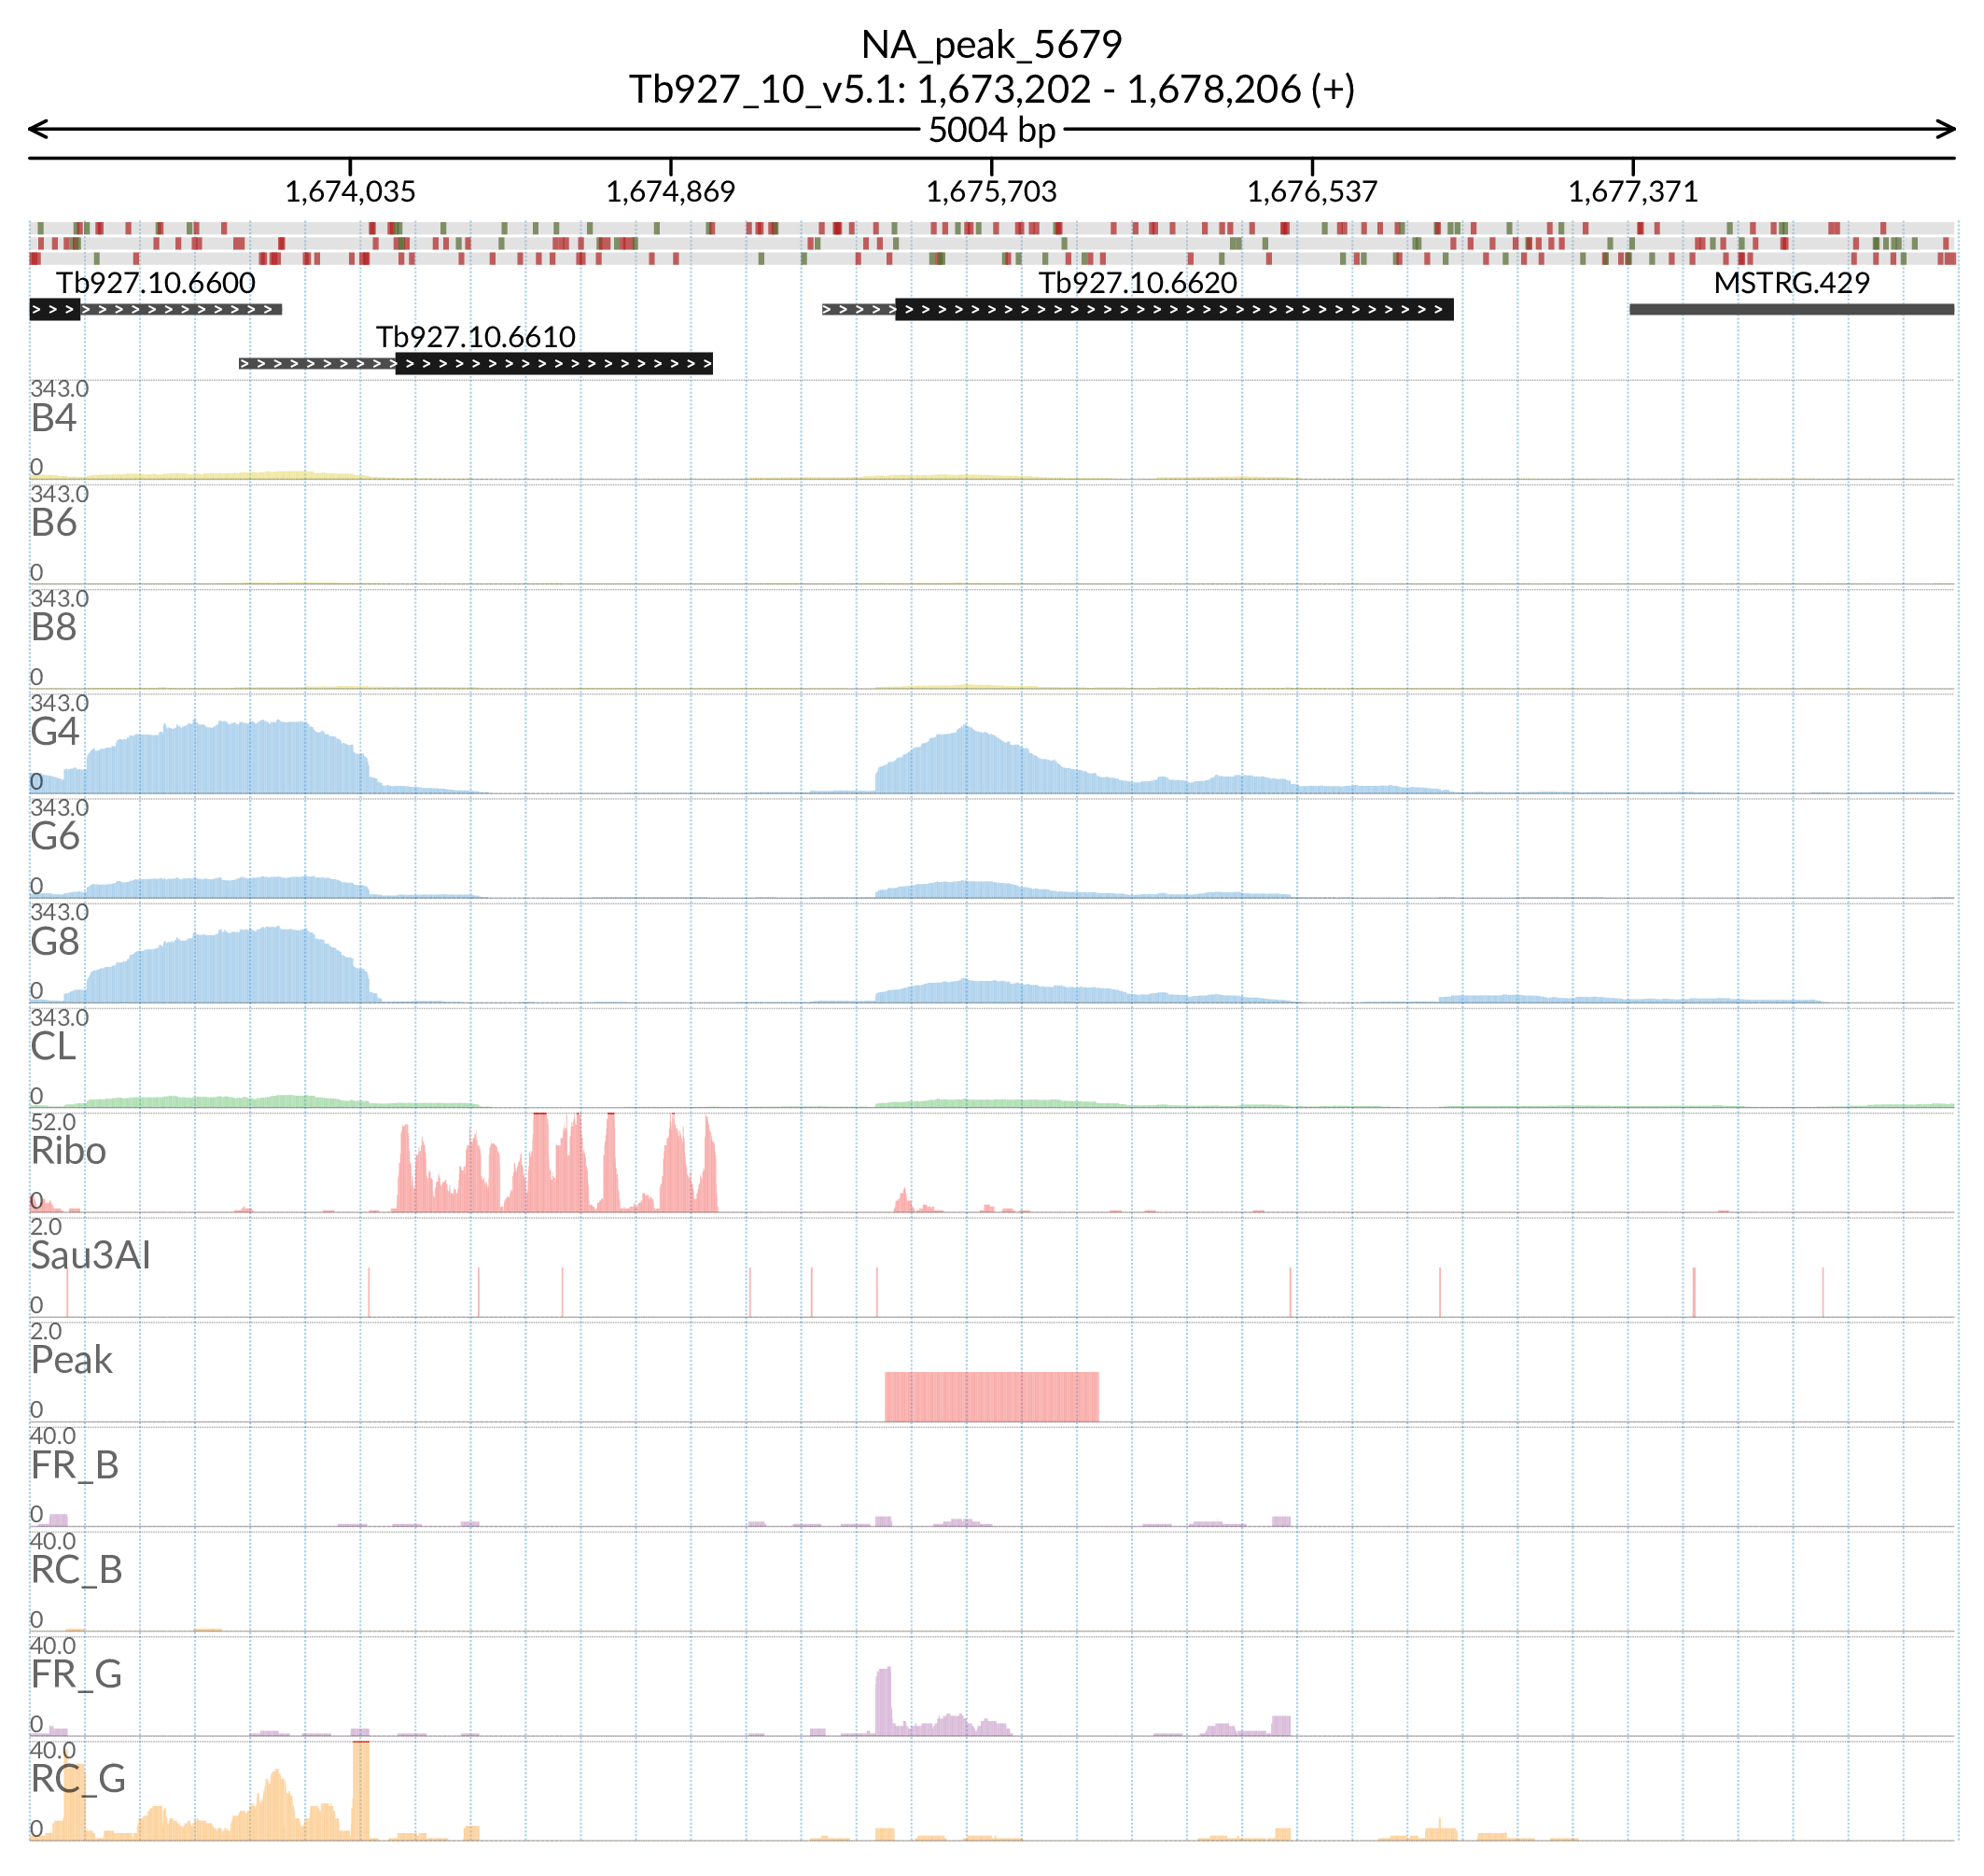 NA_peak_5679
Tb927_10_v5.1: 1,673,202 - 1,678,206 (+)
5004 bp
1,674,035 1,674,869 1,675,703 1,676,537 1,677,371
Tb927.10.6600 Tb927.10.6620 MSTRG.429
Tb927.10.6610
343.0
B4
0
343.0
B6
0
343.0
B8
0
343.0
G4
0
343.0
G6
0
343.0
G8
0
343.0
CL
0
52.0
Ribo
0
2.0
Sau3AI
0
2.0
Peak
0
40.0
FR_B
0
40.0
RC_B
0
40.0
FR_G
0
40.0
RC_G
0